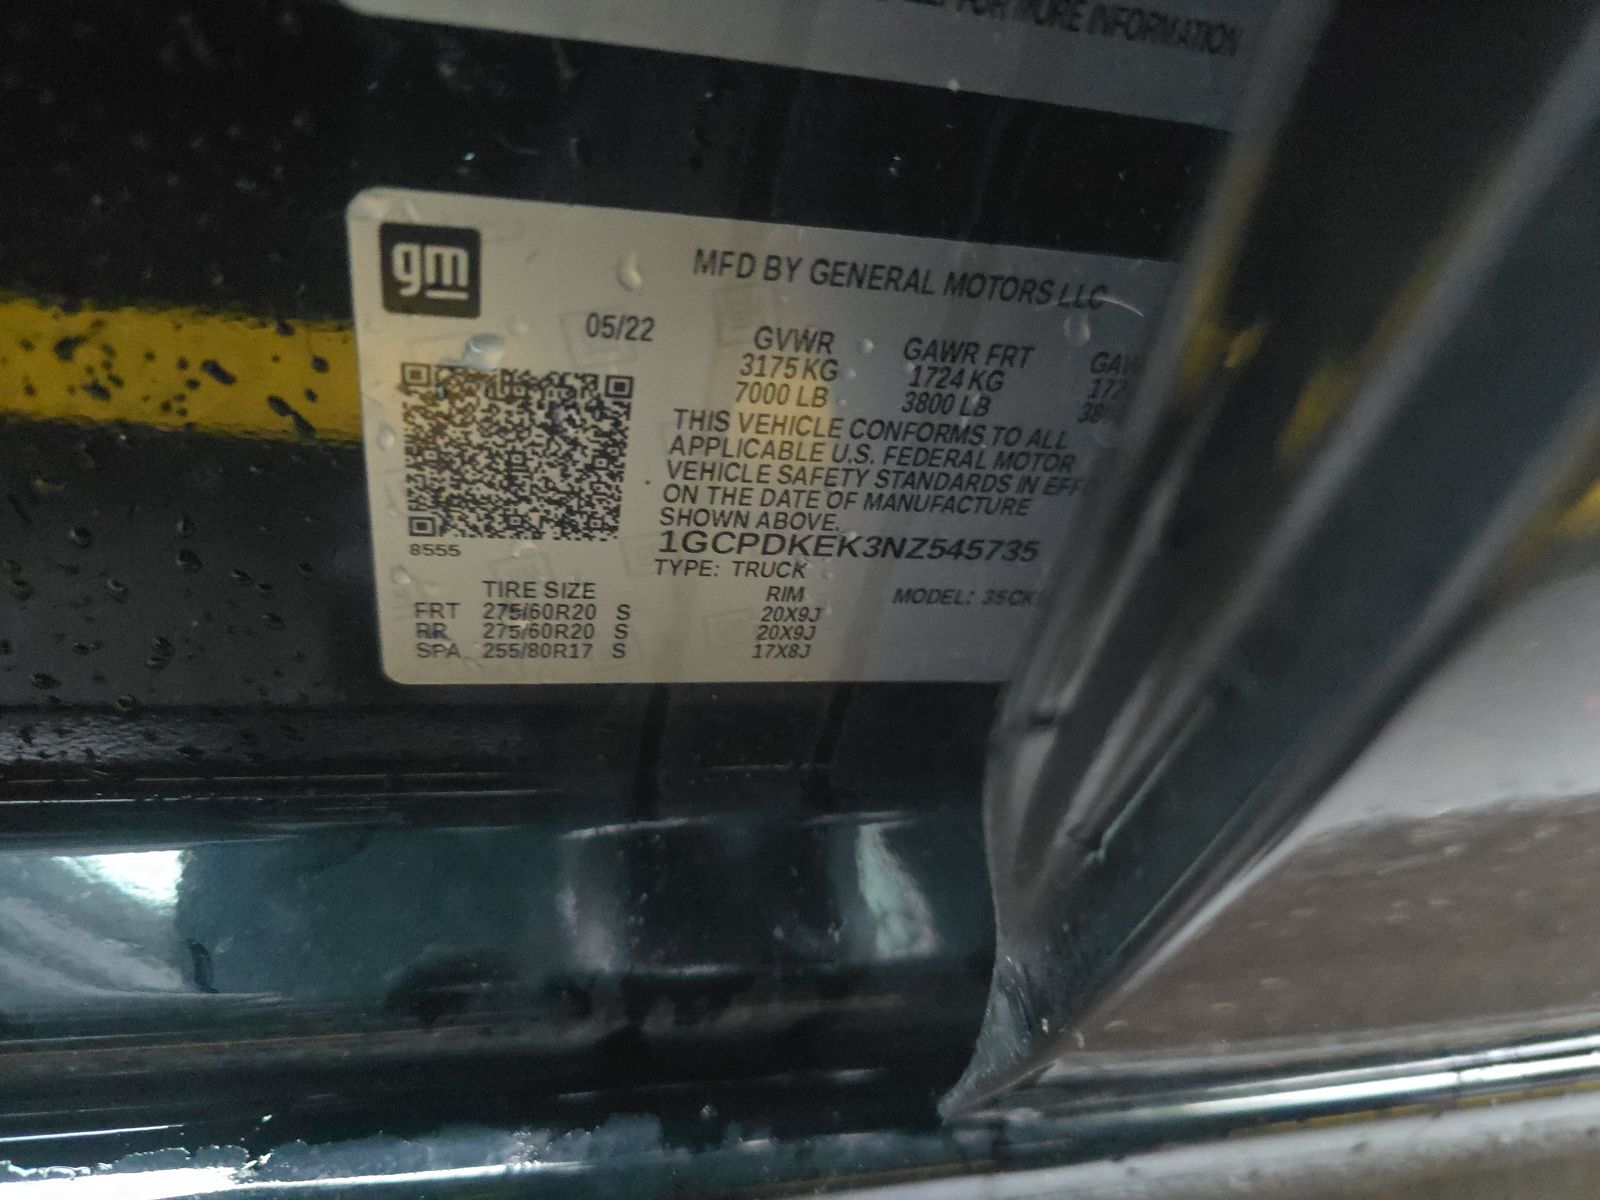 FOR MORE INFORMATION
gm
MFD BY GENERAL MOTORS LLC
05/22
GVWR GAWR FRT
3175 KG 1724 KG
7000 LB 3800 LB
THIS VEHICLE CONFORMS TO ALL
APPLICABLE U.S. FEDERAL MOTOR
VEHICLE SAFETY STANDARDS IN
ON THE DATE OF MANUFACTURE
SHOWN ABOVE.
8555
1GCPDKEK3NZ545735
TYPE: TRUCK
TIRE SIZE RIM MODEL:
FRT 275/60R20 S 20X9J
RR 275/60R20 S 20X9J
SPA 255/80R17 S 17X8J